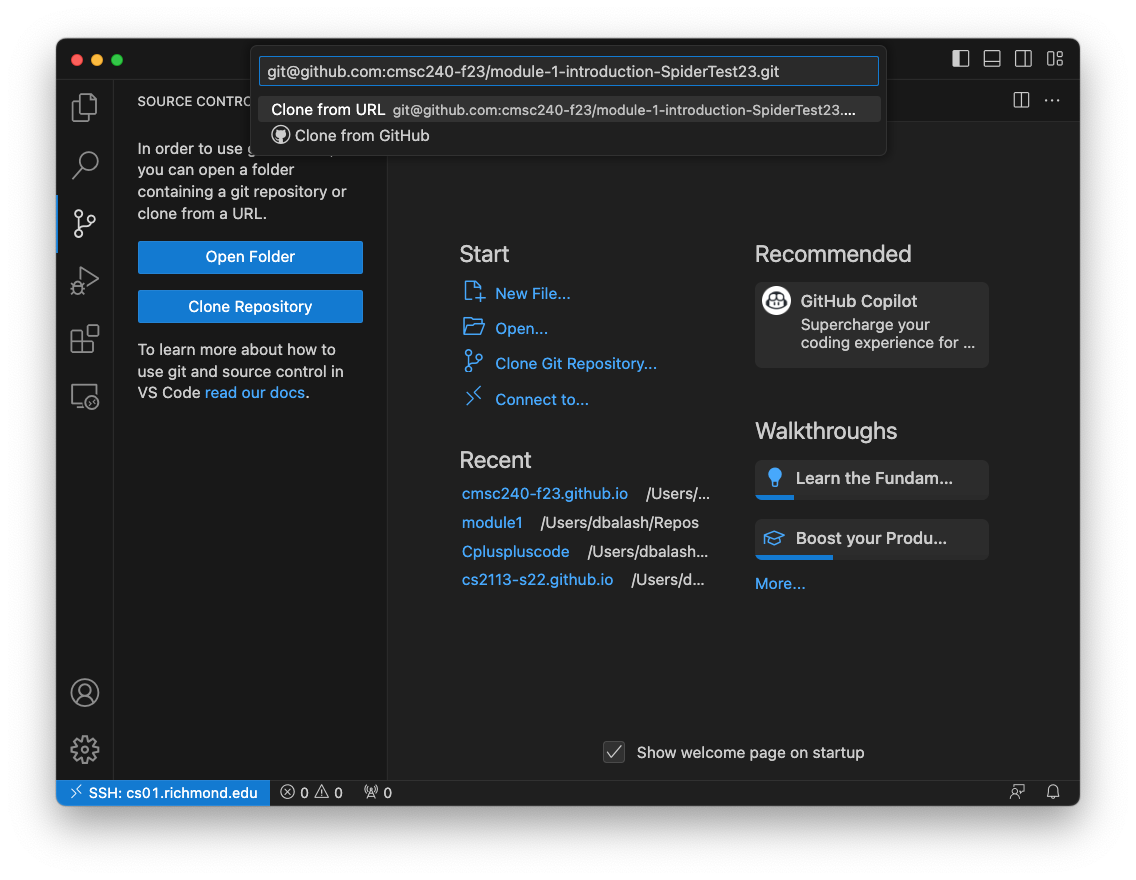 git@github.com:cmsc240-f23/module-1-introduction-SpiderTest23.git
Clone from URL git@github.com:cmsc240-f23/module-1-introduction-SpiderTest23....
Clone from GitHub
SOURCE CONTRO
In order to use g
you can open a folder
containing a git repository or
clone from a URL.
Open Folder
Clone Repository
To learn more about how to
use git and source control in
VS Code read our docs.
Start
New File...
Open...
Clone Git Repository...
Connect to...
Recent
cmsc240-f23.github.io /Users/...
module1 /Users/dbalash/Repos
Cpluspluscode /Users/dbalash...
cs2113-s22.github.io /Users/d...
Recommended
GitHub Copilot
Supercharge your
coding experience for ...
Walkthroughs
Learn the Fundam...
Boost your Produ...
More...
Show welcome page on startup
SSH: cs01.richmond.edu 0 0 0